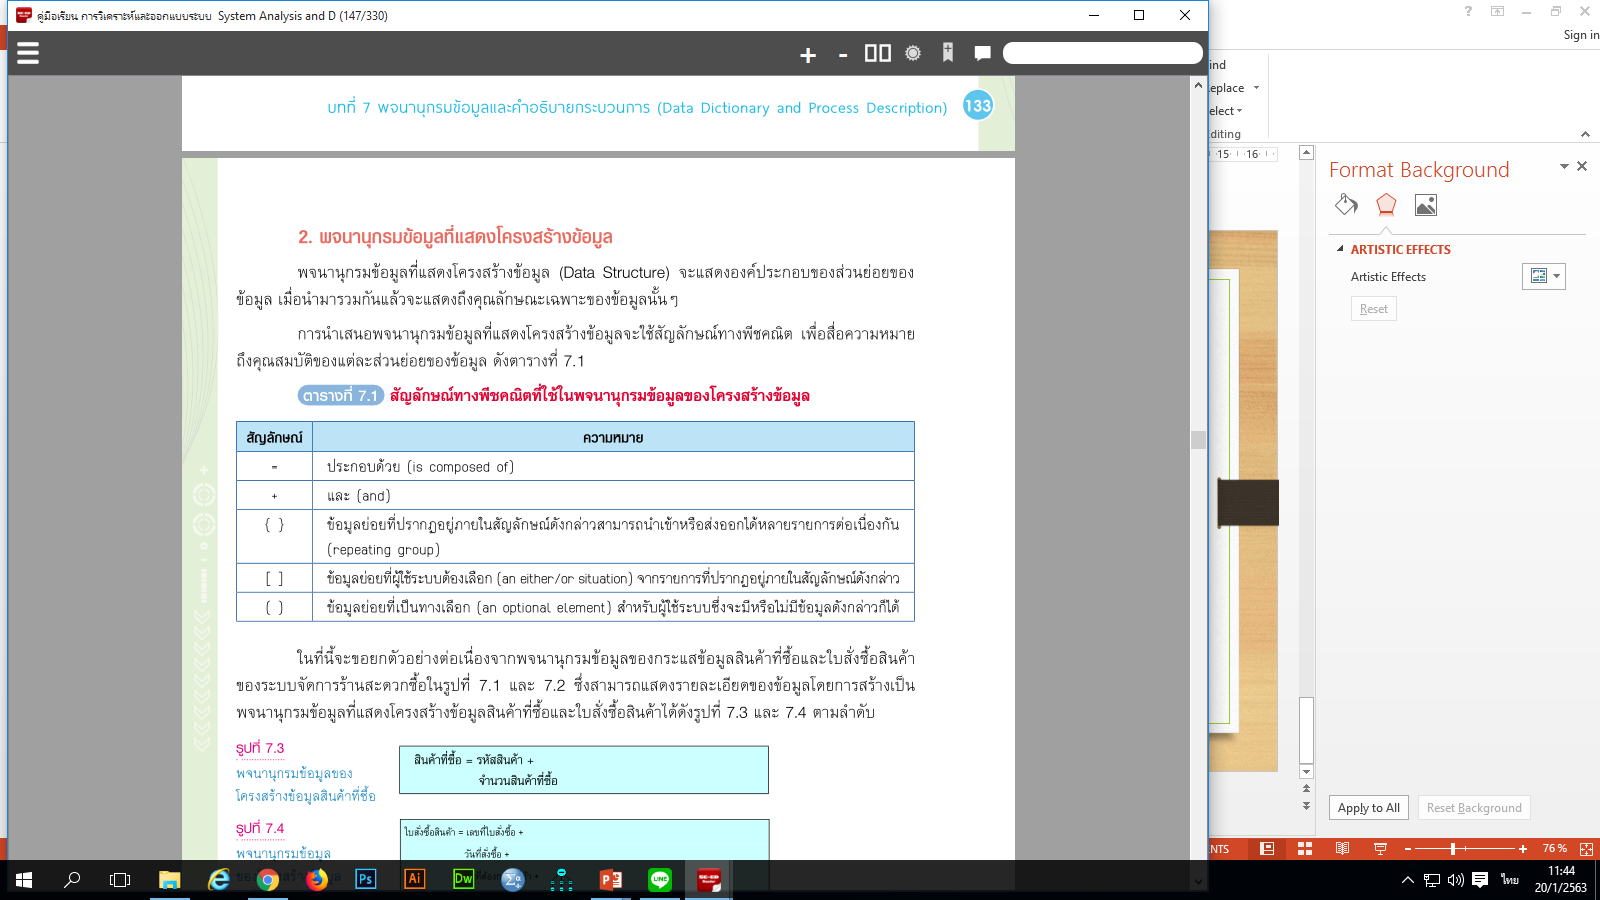 คู่มือเรียน การวิเคราะห์และออกแบบระบบ System Analysis and D (147/330)
Sign in
ind
eplace
elect
diting
บทที่ 7 พจนานุกรมข้อมูลและคำอธิบายกระบวนการ (Data Dictionary and Process Description) 133
2. พจนานุกรมข้อมูลที่แสดงโครงสร้างข้อมูล
พจนานุกรมข้อมูลที่แสดงโครงสร้างข้อมูล (Data Structure) จะแสดงองค์ประกอบของส่วนย่อยของ
ข้อมูล เมื่อนำมารวมกันแล้วจะแสดงถึงคุณลักษณะเฉพาะของข้อมูลนั้นๆ
การนำเสนอพจนานุกรมข้อมูลที่แสดงโครงสร้างข้อมูลจะใช้สัญลักษณ์ทางพีชคณิต เพื่อสื่อความหมาย
ถึงคุณสมบัติของแต่ละส่วนย่อยของข้อมูล ดังตารางที่ 7.1
ตารางที่ 7.1 สัญลักษณ์ทางพีชคณิตที่ใช้ในพจนานุกรมข้อมูลของโครงสร้างข้อมูล
สัญลักษณ์ ความหมาย
= ประกอบด้วย (is composed of)
+ และ (and)
{ } ข้อมูลย่อยที่ปรากฏอยู่ภายในสัญลักษณ์ดังกล่าวสามารถนำเข้าหรือส่งออกได้หลายรายการต่อเนื่องกัน
(repeating group)
[ ] ข้อมูลย่อยที่ผู้ใช้ระบบต้องเลือก (an either/or situation) จากรายการที่ปรากฏอยู่ภายในสัญลักษณ์ดังกล่าว
( ) ข้อมูลย่อยที่เป็นทางเลือก (an optional element) สำหรับผู้ใช้ระบบซึ่งจะมีหรือไม่มีข้อมูลดังกล่าวก็ได้
ในที่นี้จะขอยกตัวอย่างต่อเนื่องจากพจนานุกรมข้อมูลของกระแสข้อมูลสินค้าที่ซื้อและใบสั่งซื้อสินค้า
ของระบบจัดการร้านสะดวกซื้อในรูปที่ 7.1 และ 7.2 ซึ่งสามารถแสดงรายละเอียดของข้อมูลโดยการสร้างเป็น
พจนานุกรมข้อมูลที่แสดงโครงสร้างข้อมูลสินค้าที่ซื้อและใบสั่งซื้อสินค้าได้ดังรูปที่ 7.3 และ 7.4 ตามลำดับ
รูปที่ 7.3
พจนานุกรมข้อมูลของ
โครงสร้างข้อมูลสินค้าที่ซื้อ
สินค้าที่ซื้อ = รหัสสินค้า +
จำนวนสินค้าที่ซื้อ
รูปที่ 7.4
พจนานุกรมข้อมูล
ใบสั่งซื้อสินค้า = เลขที่ใบสั่งซื้อ +
วันที่สั่งซื้อ +
15 16
Format Background
ARTISTIC EFFECTS
Artistic Effects
Reset
Apply to All
Reset Background
NTS
76 %
Ps
Ai
Dw
LINE
SE-ED
ไทย
11:44
20/1/2563